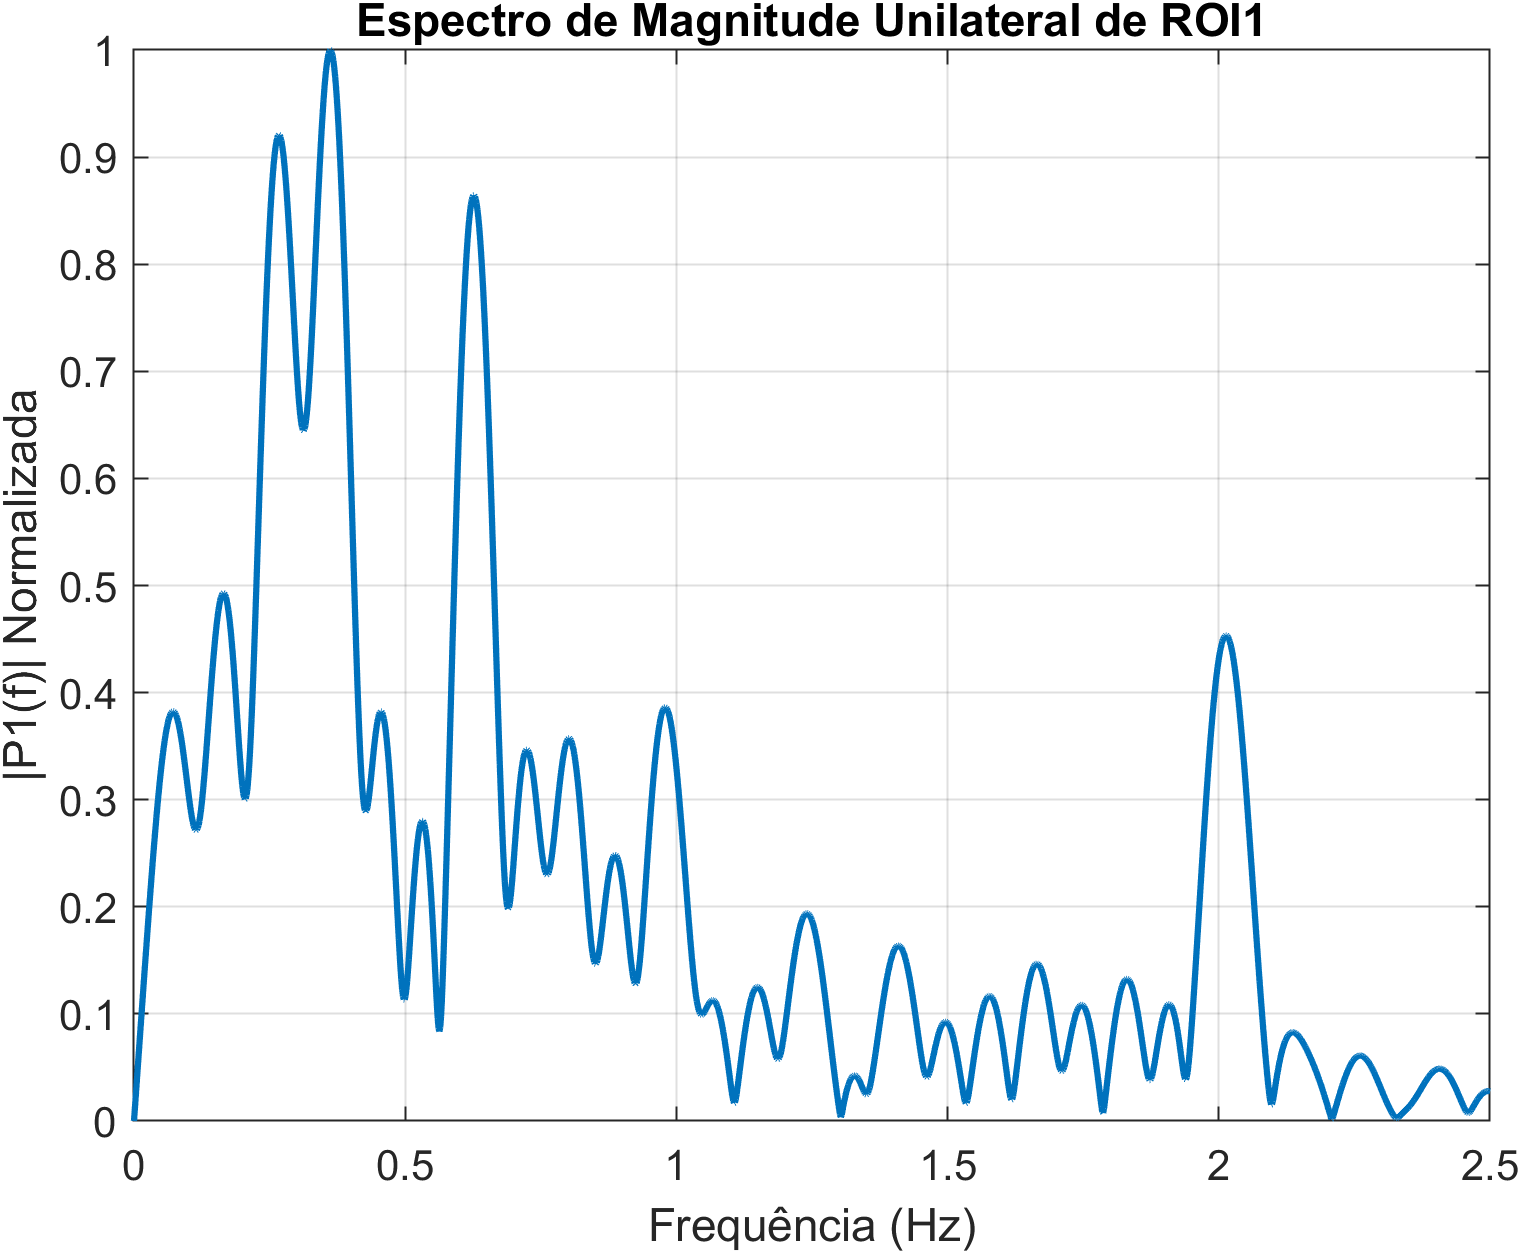 Espectro de Magnitude Unilateral de ROI1
|P1(f)| Normalizada
1
0.9
0.8
0.7
0.6
0.5
0.4
0.3
0.2
0.1
0
0 0.5 1 1.5 2 2.5
Frequência (Hz)